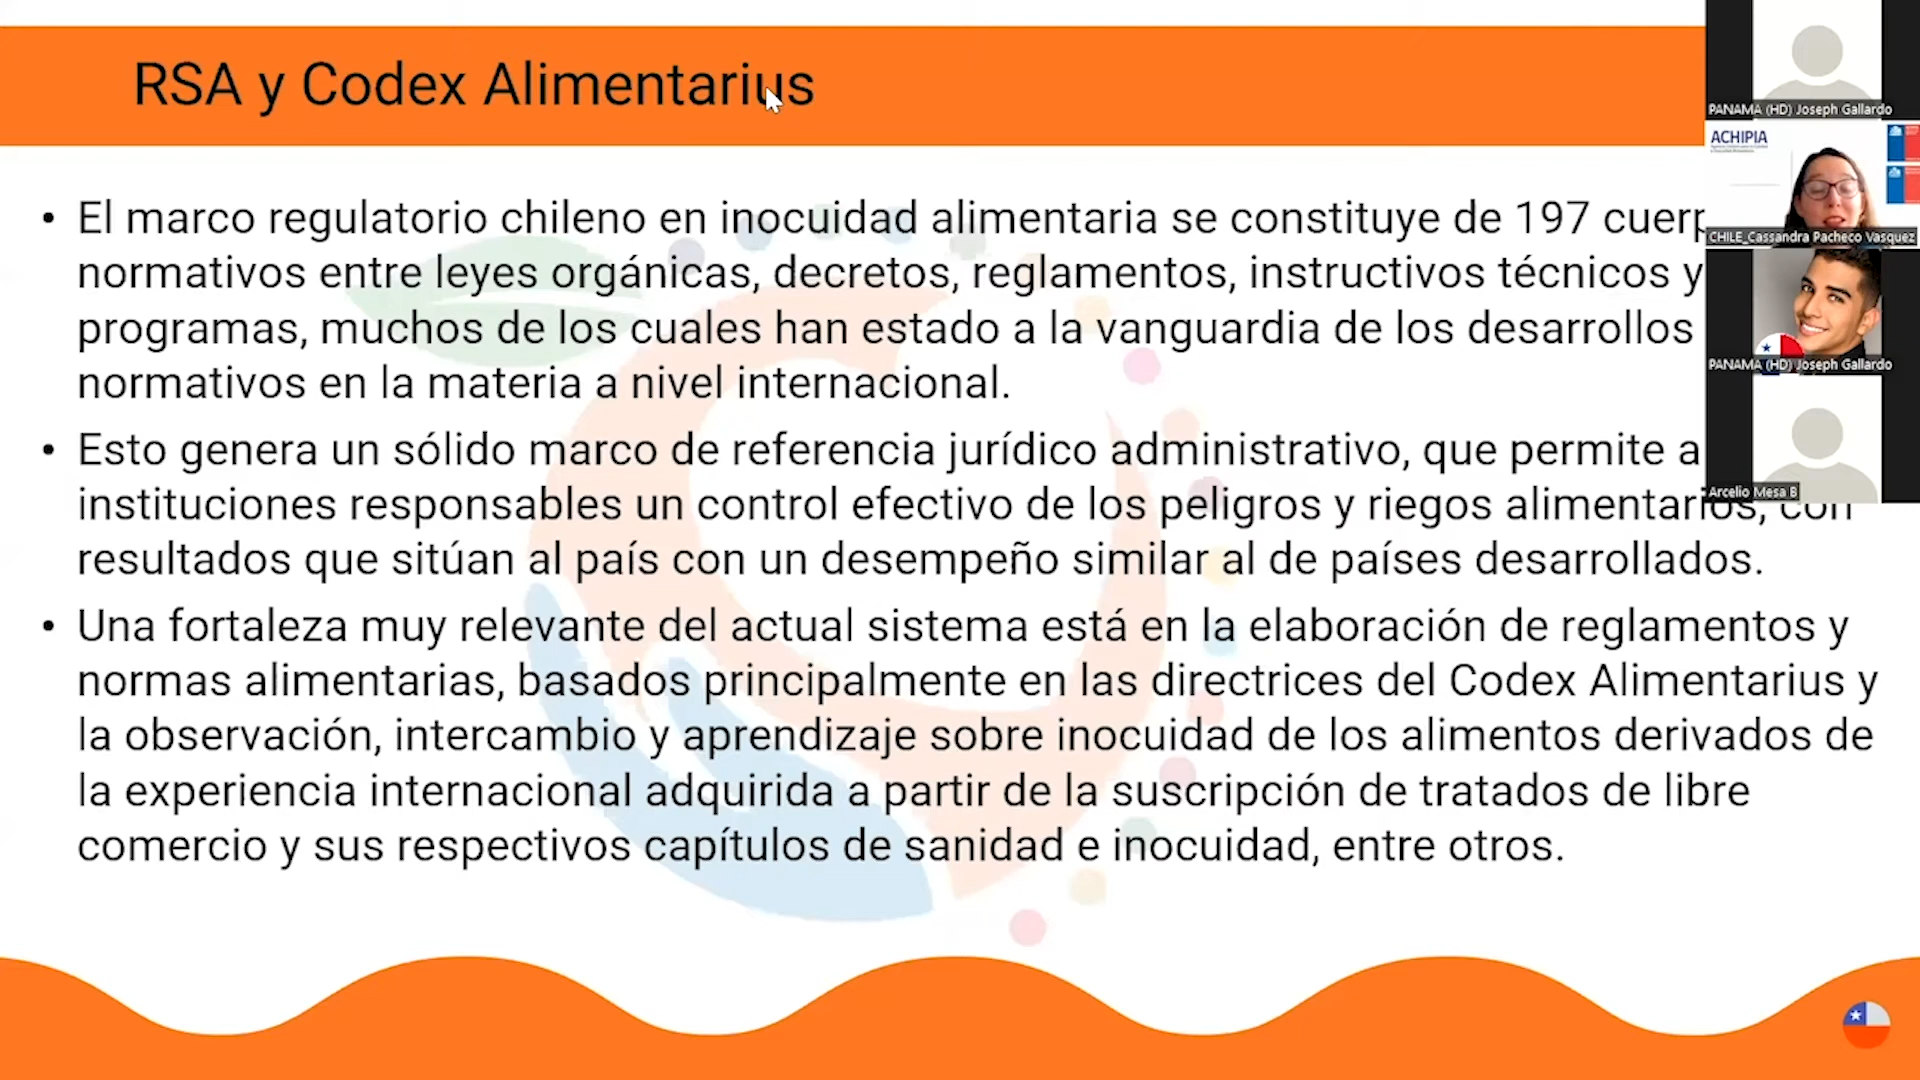 RSA y Codex Alimentarius
• El marco regulatorio chileno en inocuidad alimentaria se constituye de 197
normativos entre leyes orgánicas, decretos, reglamentos, instructivos técnicos y
programas, muchos de los cuales han estado a la vanguardia de los desarrollos
normativos en la materia a nivel internacional.
• Esto genera un sólido marco de referencia jurídico administrativo, que permite a
instituciones responsables un control efectivo de los peligros y riegos alimentarios, con
resultados que sitúan al país con un desempeño similar al de países desarrollados.
• Una fortaleza muy relevante del actual sistema está en la elaboración de reglamentos y
normas alimentarias, basados principalmente en las directrices del Codex Alimentarius y
la observación, intercambio y aprendizaje sobre inocuidad de los alimentos derivados de
la experiencia internacional adquirida a partir de la suscripción de tratados de libre
comercio y sus respectivos capítulos de sanidad e inocuidad, entre otros.
PANAMA (HD) Joseph Gallardo
ACHIPIA
CHILE_Cassandra Pacheco Vasquez
PANAMA (HD) Joseph Gallardo
Arcelio Mesa B